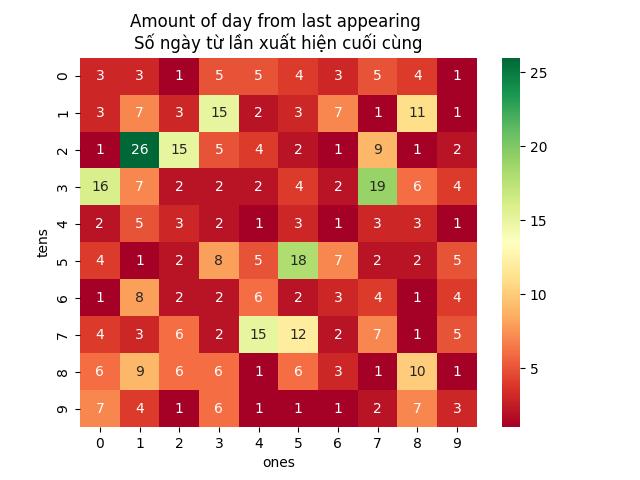 Amount of day from last appearing
Số ngày từ lần xuất hiện cuối cùng
0 3 3 1 5 5 4 3 5 4 1
1 3 7 3 15 2 3 7 1 11 1
2 1 26 15 5 4 2 1 9 1 2
3 16 7 2 2 2 4 2 19 6 4
4 2 5 3 2 1 3 1 3 3 1
5 4 1 2 8 5 18 7 2 2 5
6 1 8 2 2 6 2 3 4 1 4
7 4 3 6 2 15 12 2 7 1 5
8 6 9 6 6 1 6 3 1 10 1
9 7 4 1 6 1 1 1 2 7 3
0 1 2 3 4 5 6 7 8 9
ones
tens
25
20
15
10
5